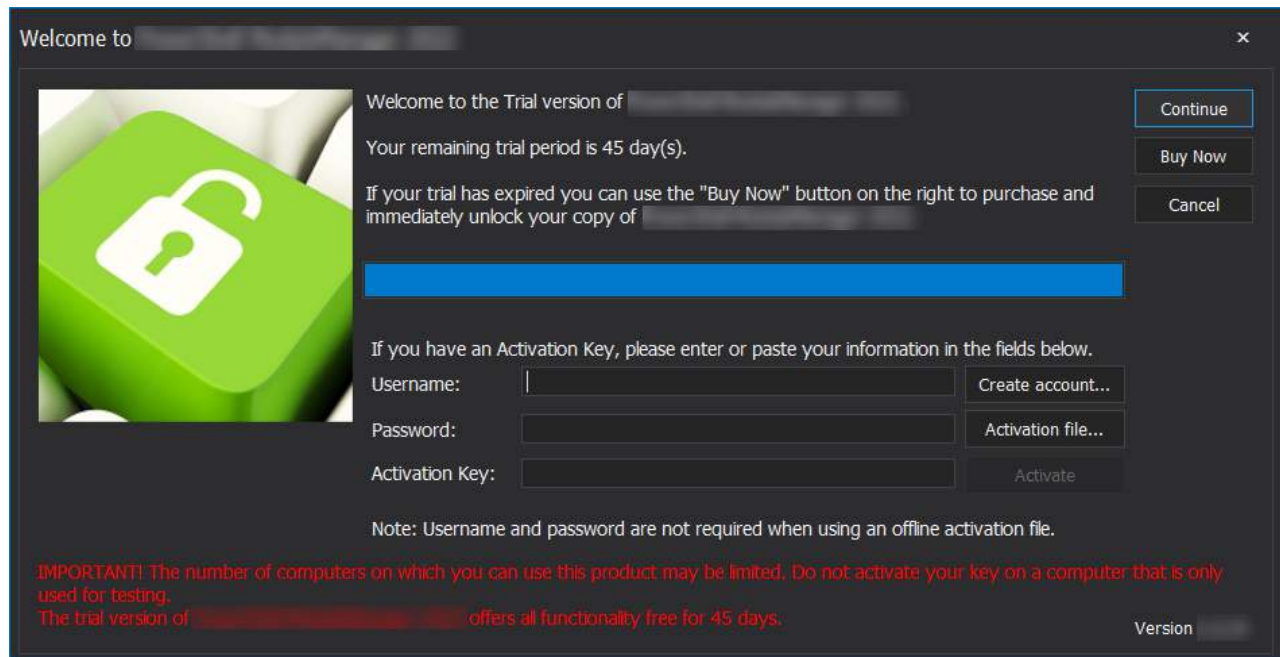 Welcome to
×
Welcome to the Trial version of
Continue
Your remaining trial period is 45 day(s).
Buy Now
If your trial has expired you can use the "Buy Now" button on the right to purchase and
immediately unlock your copy of
Cancel
If you have an Activation Key, please enter or paste your information in the fields below.
Username:
Create account...
Password:
Activation file...
Activation Key:
Activate
Note: Username and password are not required when using an offline activation file.
IMPORTANT! The number of computers on which you can use this product may be limited. Do not activate your key on a computer that is only
used for testing.
The trial version of offers all functionality free for 45 days.
Version